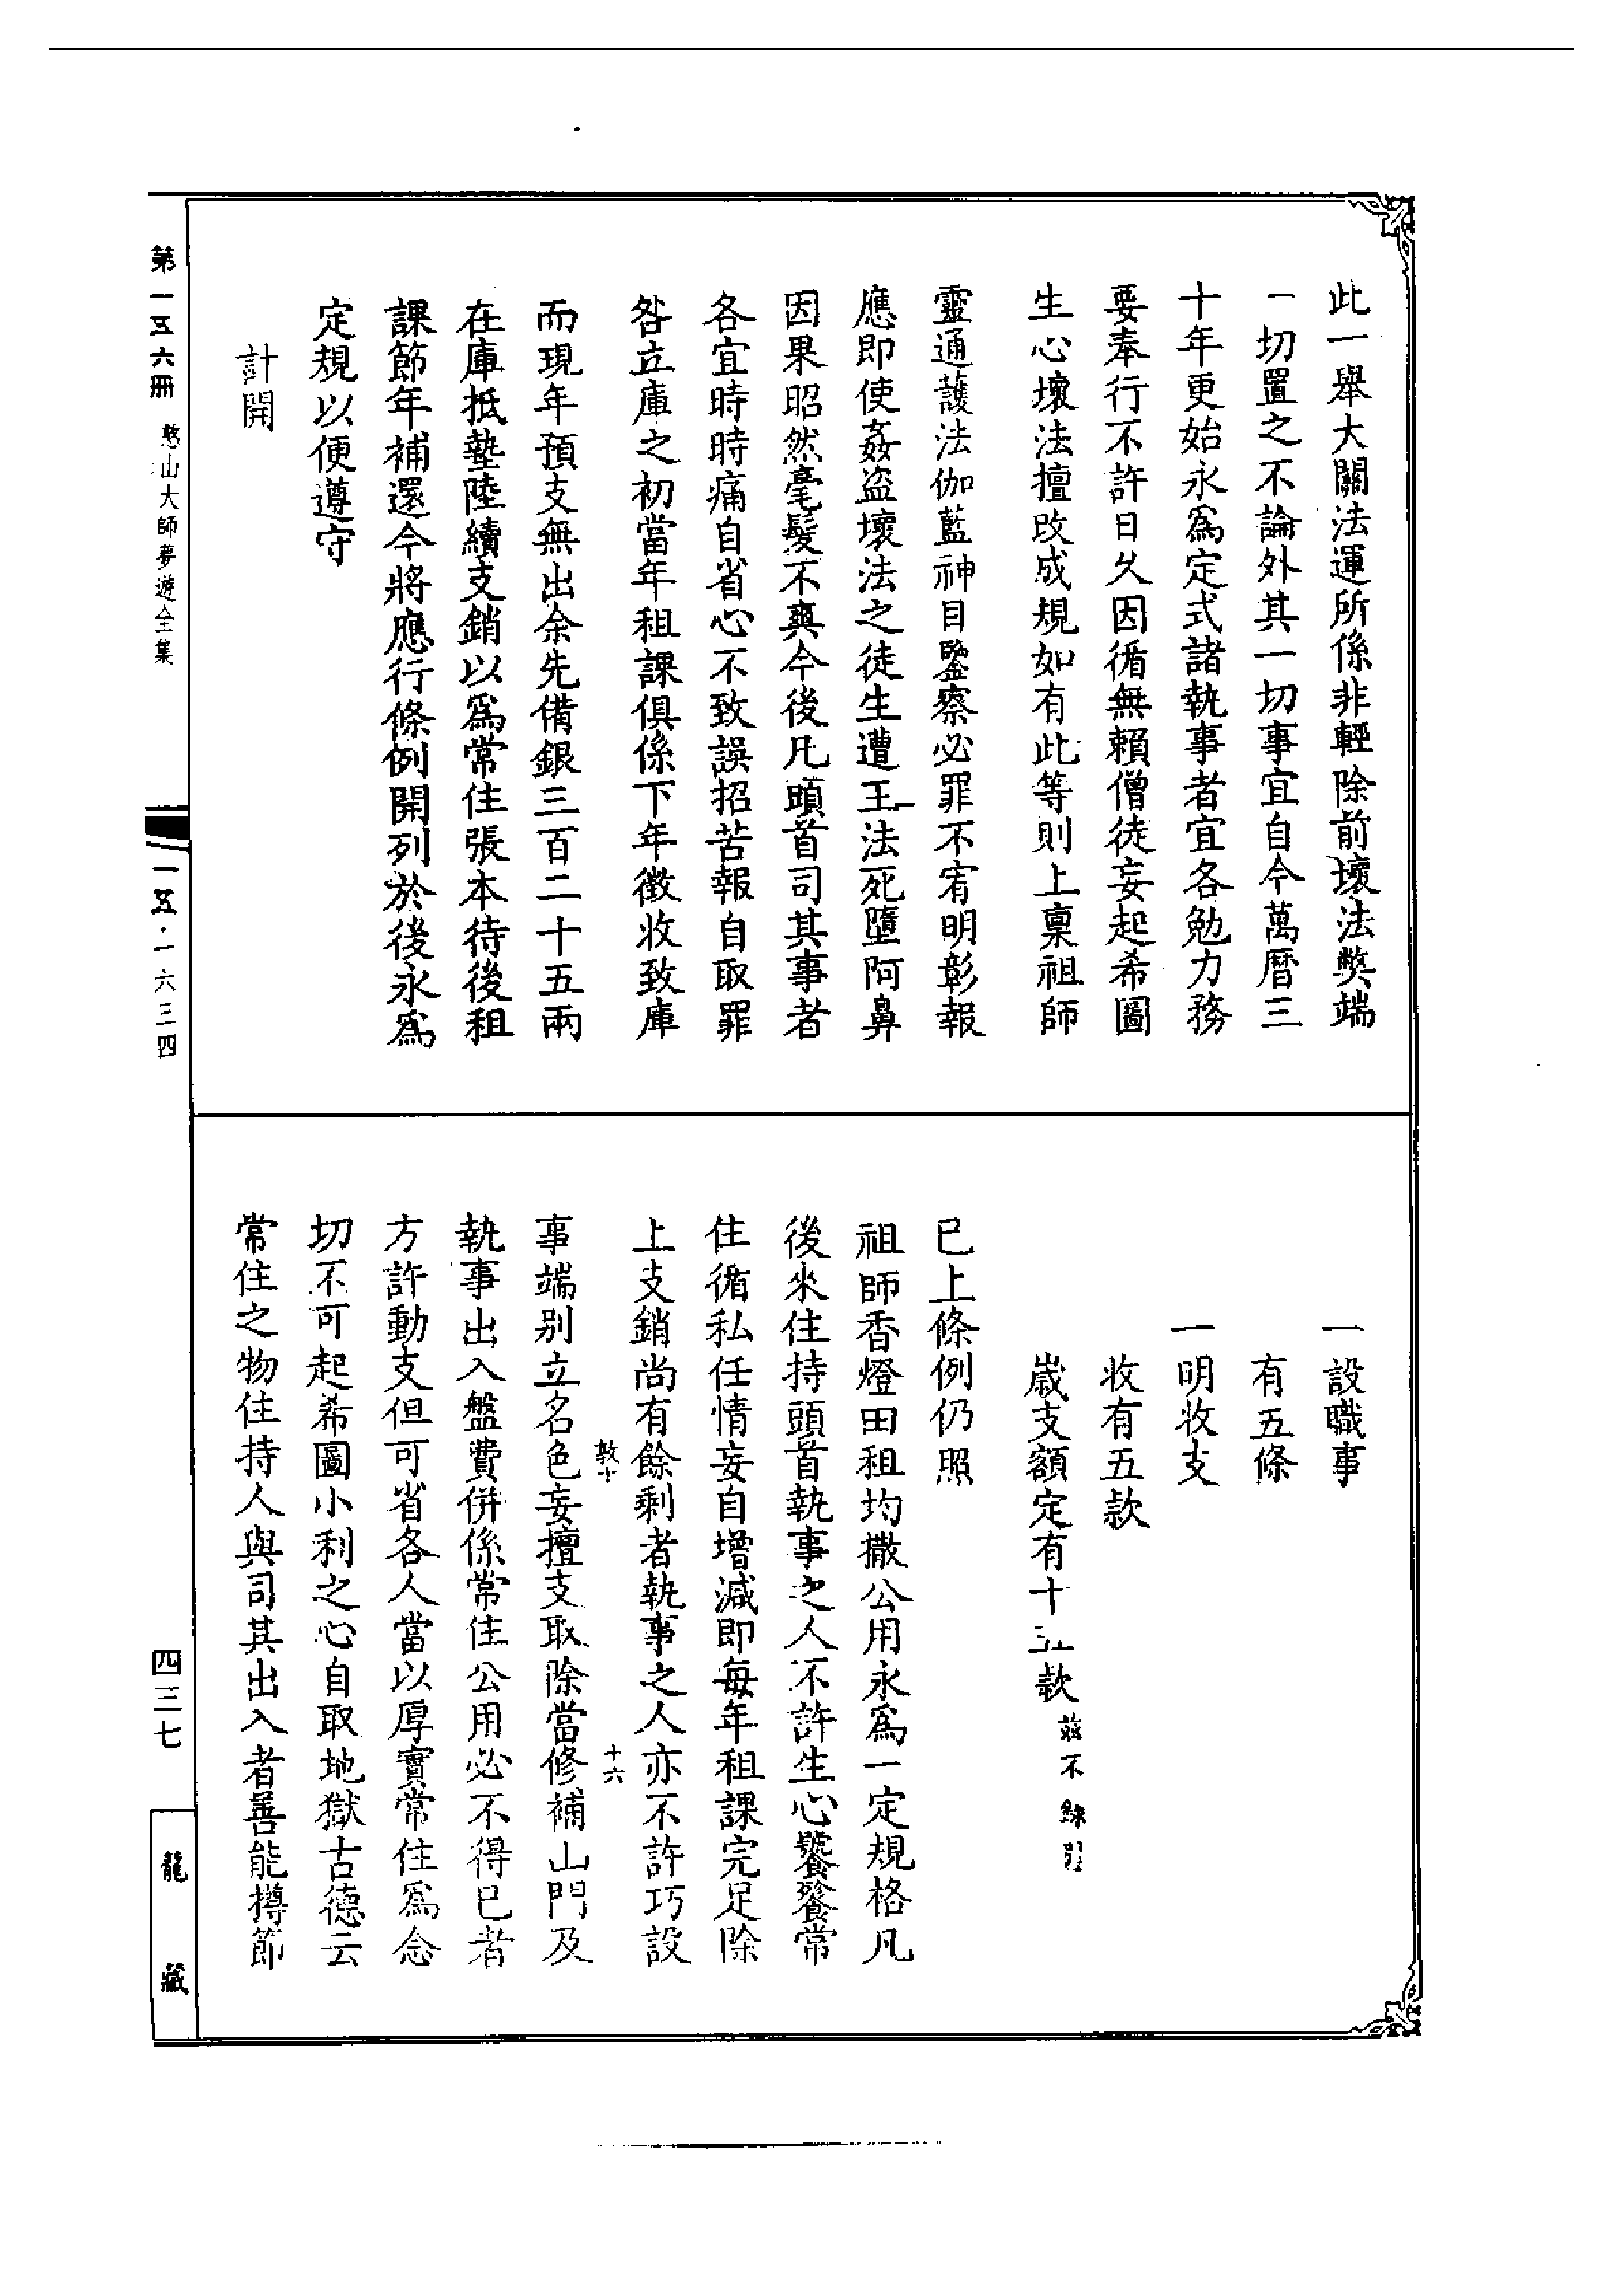 此一舉大關法運所係非輕除前壞法獘端
一切置之不論外其一切事宜自今萬曆三
十年更始永爲定式諸執事者宜各勉力務
要奉行不許日久因循無賴僧徒妄起希圖
生心壞法擅改成規如有此等則上稟祖師
靈通護法伽藍神目鑒察必罪不宥明彰報
應即使姦盜壞法之徒生遭王法死墮阿鼻
因果昭然毫髮不爽今後凡頭首司其事者
各宜時時痛自省心不致誤招苦報自取罪
咎立庫之初當年租課俱係下年徵收致庫
而現年預支無出余先備銀三百二十五兩
在庫抵墊陸續支銷以爲常住張本待後租
課節年補還今將應行條例開列於後永爲
定規以便遵守
計開
一設職事
有五條
一明收支
收有五款
歲支額定有十五款茲不錄
已上條例仍照
祖師香燈田租圴撒公用永爲一定規格凡
後來住持頭首執事之人不許生心饕餮常
住循私任情妄自增減即每年租課完足除
上支銷尚有餘剩者執事之人亦不許巧設
十六
事端別立名色妄擅支取除當修補山門及
執事出入盤費併係常住公用必不得已者
方許動支但可省各人當以厚實常住爲念
切不可起希圖小利之心自取地獄古德云
常住之物住持人與司其出入者善能撙節
第一五六冊 憨山大師夢遊全集
一五·一六三四
四三七
龍藏